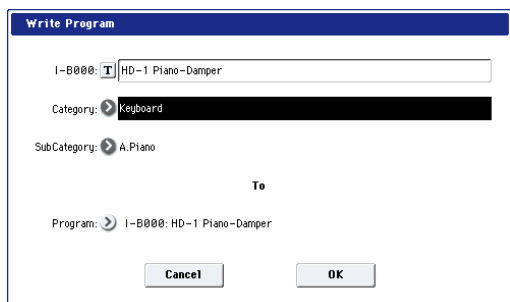 Write Program
I-B000: T HD-1 Piano-Damper
Category: Keyboard
SubCategory: A.Piano
To
Program: I-B000: HD-1 Piano-Damper
Cancel OK